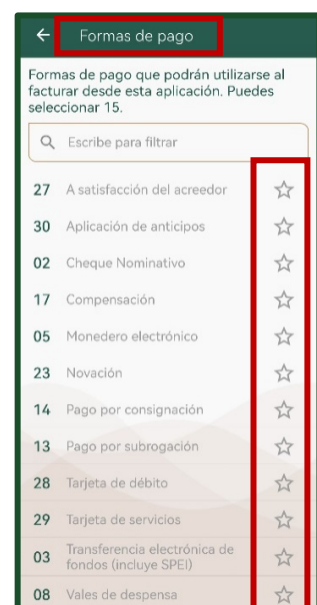 Formas de pago
Formas de pago que podrán utilizarse al
facturar desde esta aplicación. Puedes
seleccionar 15.
Escribe para filtrar
27 A satisfacción del acreedor
30 Aplicación de anticipos
02 Cheque Nominativo
17 Compensación
05 Monedero electrónico
23 Novación
14 Pago por consignación
13 Pago por subrogación
28 Tarjeta de débito
29 Tarjeta de servicios
03 Transferencia electrónica de
fondos (incluye SPEI)
08 Vales de despensa